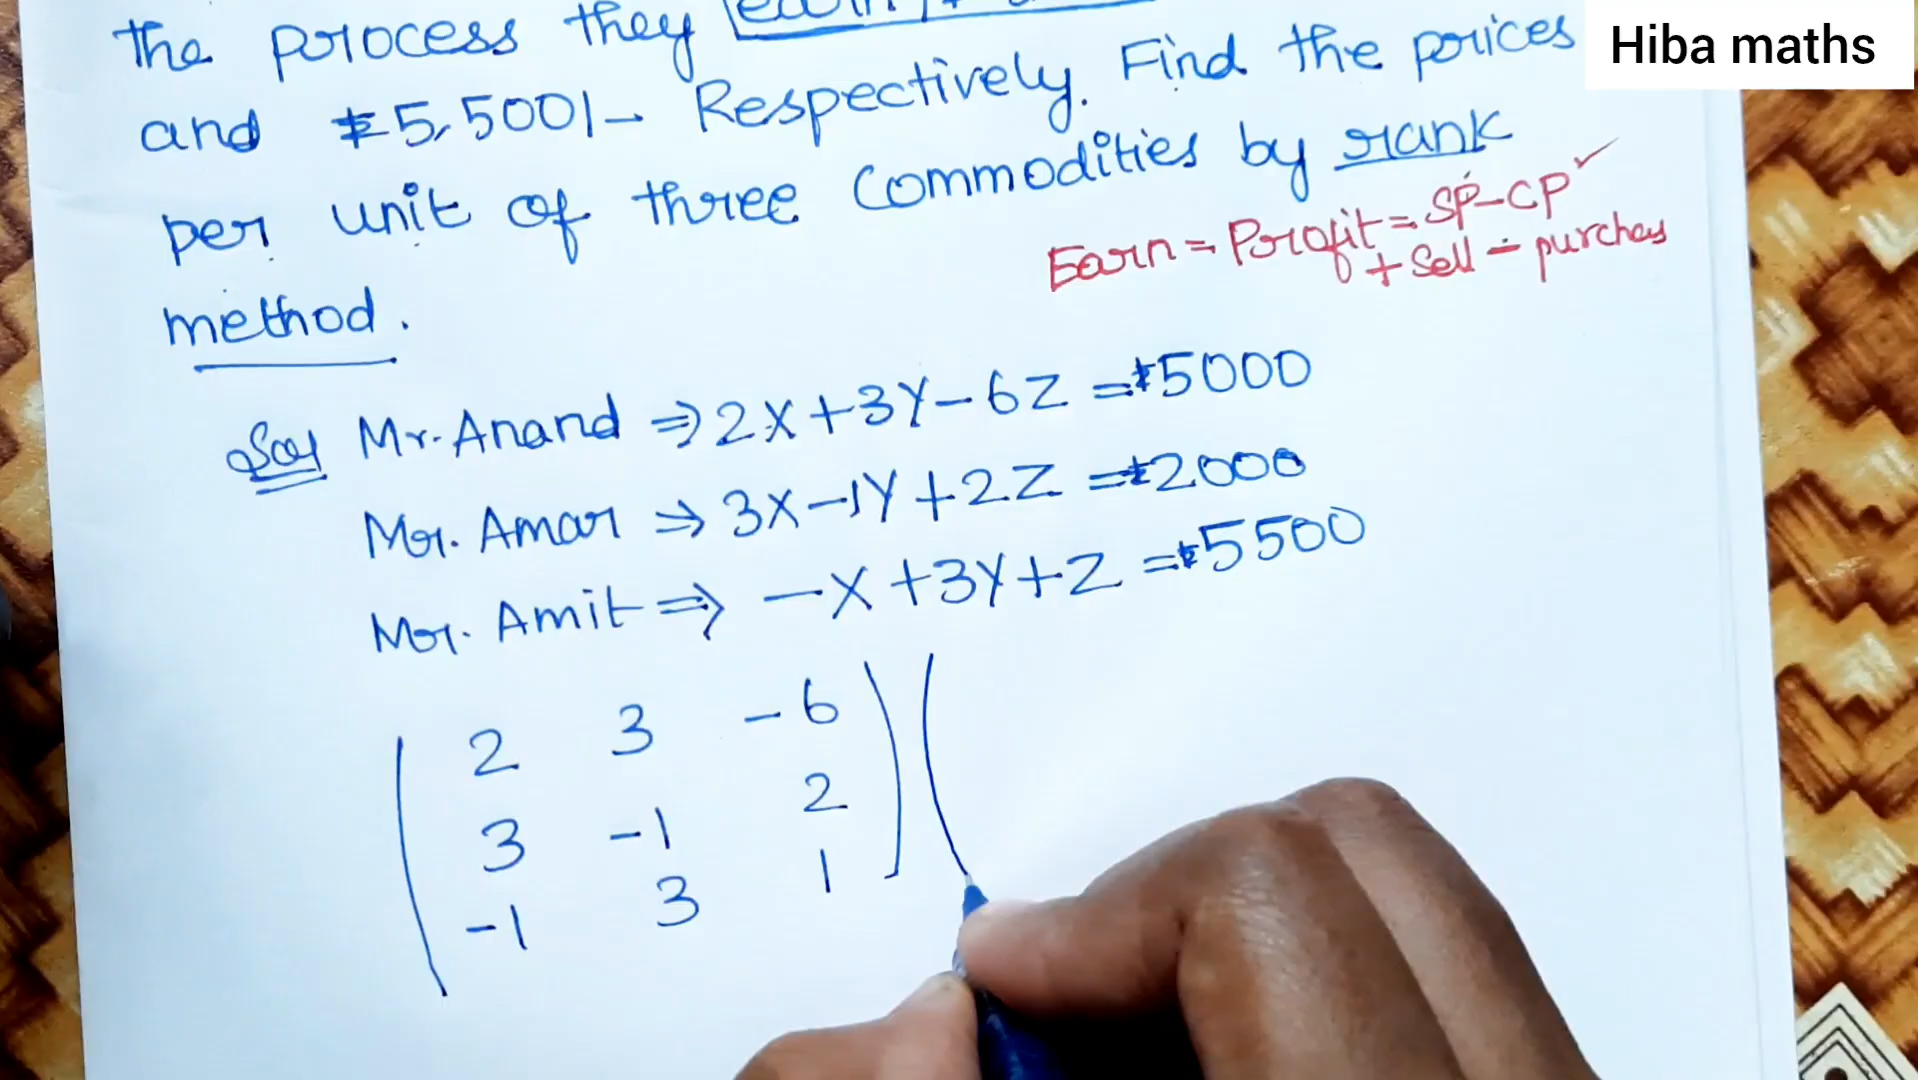 the process they earn
Hiba maths
and ₹5,500/- Respectively. Find the prices
per unit of three commodities by rank
method.
Earn = Profit = SP-CP ✓
+ Sell - purchas
Sol Mr. Anand ⇒ 2X+3Y-6Z = ₹5000
Mr. Amar ⇒ 3X-1Y+2Z = ₹2000
Mr. Amit ⇒ -X+3Y+Z = ₹5500
2 3 -6
3 -1 2
-1 3 1